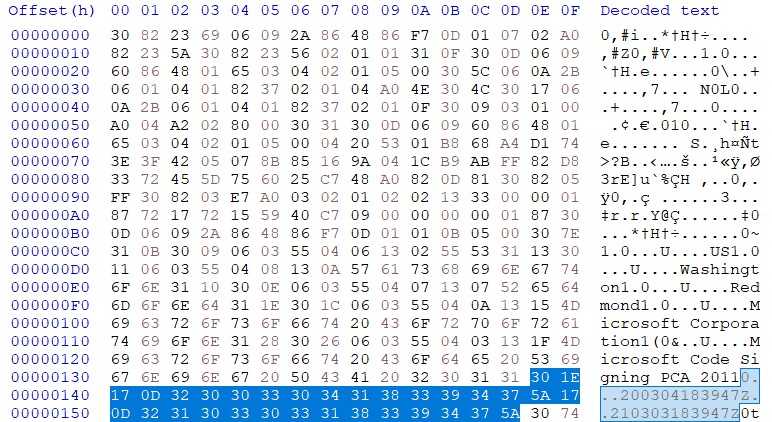 Offset(h) 00 01 02 03 04 05 06 07 08 09 0A 0B 0C 0D 0E 0F Decoded text
00000000 30 82 23 69 06 09 2A 86 48 86 F7 0D 01 07 02 A0 0‚#i..*†H†÷.... 
00000010 82 23 5A 30 82 23 56 02 01 01 31 0F 30 0D 06 09 ‚#Z0‚#V...1.0...
00000020 60 86 48 01 65 03 04 02 01 05 00 30 5C 06 0A 2B `†H.e......0\..+
00000030 06 01 04 01 82 37 02 01 04 A0 4E 30 4C 30 17 06 ....‚7... N0L0..
00000040 0A 2B 06 01 04 01 82 37 02 01 0F 30 09 03 01 00 .+....‚7...0....
00000050 A0 04 A2 02 80 00 30 31 30 0D 06 09 60 86 48 01  .¢.€.010...`†H.
00000060 65 03 04 02 01 05 00 04 20 53 01 B8 68 A4 D1 74 e....... S.¸h¤Ñt
00000070 3E 3F 42 05 07 8B 85 16 9A 04 1C B9 AB FF 82 D8 >?B..‹….š..¹«ÿ‚Ø
00000080 33 72 45 5D 75 60 25 C7 48 A0 82 0D 81 30 82 05 3rE]u`%ÇH ‚..0‚.
00000090 FF 30 82 03 E7 A0 03 02 01 02 02 13 33 00 00 01 ÿ0‚.ç ......3...
000000A0 87 72 17 72 15 59 40 C7 09 00 00 00 00 01 87 30 ‡r.r.Y@Ç......‡0
000000B0 0D 06 09 2A 86 48 86 F7 0D 01 01 0B 05 00 30 7E ...*†H†÷......0~
000000C0 31 0B 30 09 06 03 55 04 06 13 02 55 53 31 13 30 1.0...U....US1.0
000000D0 11 06 03 55 04 08 13 0A 57 61 73 68 69 6E 67 74 ...U....Washingt
000000E0 6F 6E 31 10 30 0E 06 03 55 04 07 13 07 52 65 64 on1.0...U....Red
000000F0 6D 6F 6E 64 31 1E 30 1C 06 03 55 04 0A 13 15 4D mond1.0...U....M
00000100 69 63 72 6F 73 6F 66 74 20 43 6F 72 70 6F 72 61 icrosoft Corpora
00000110 74 69 6F 6E 31 28 30 26 06 03 55 04 03 13 1F 4D tion1(0&..U....M
00000120 69 63 72 6F 73 6F 66 74 20 43 6F 64 65 20 53 69 icrosoft Code Si
00000130 67 6E 69 6E 67 20 50 43 41 20 32 30 31 31 30 1E gning PCA 20110.
00000140 17 0D 32 30 30 33 30 34 31 38 33 39 34 37 5A 17 ..200304183947Z.
00000150 0D 32 31 30 33 30 33 31 38 33 39 34 37 5A 30 74 .210303183947Z0t